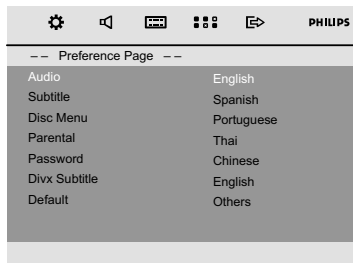 PHILIPS
-- Preference Page --
Audio English
Subtitle Spanish
Disc Menu Portuguese
Parental Thai
Password Chinese
Divx Subtitle English
Default Others